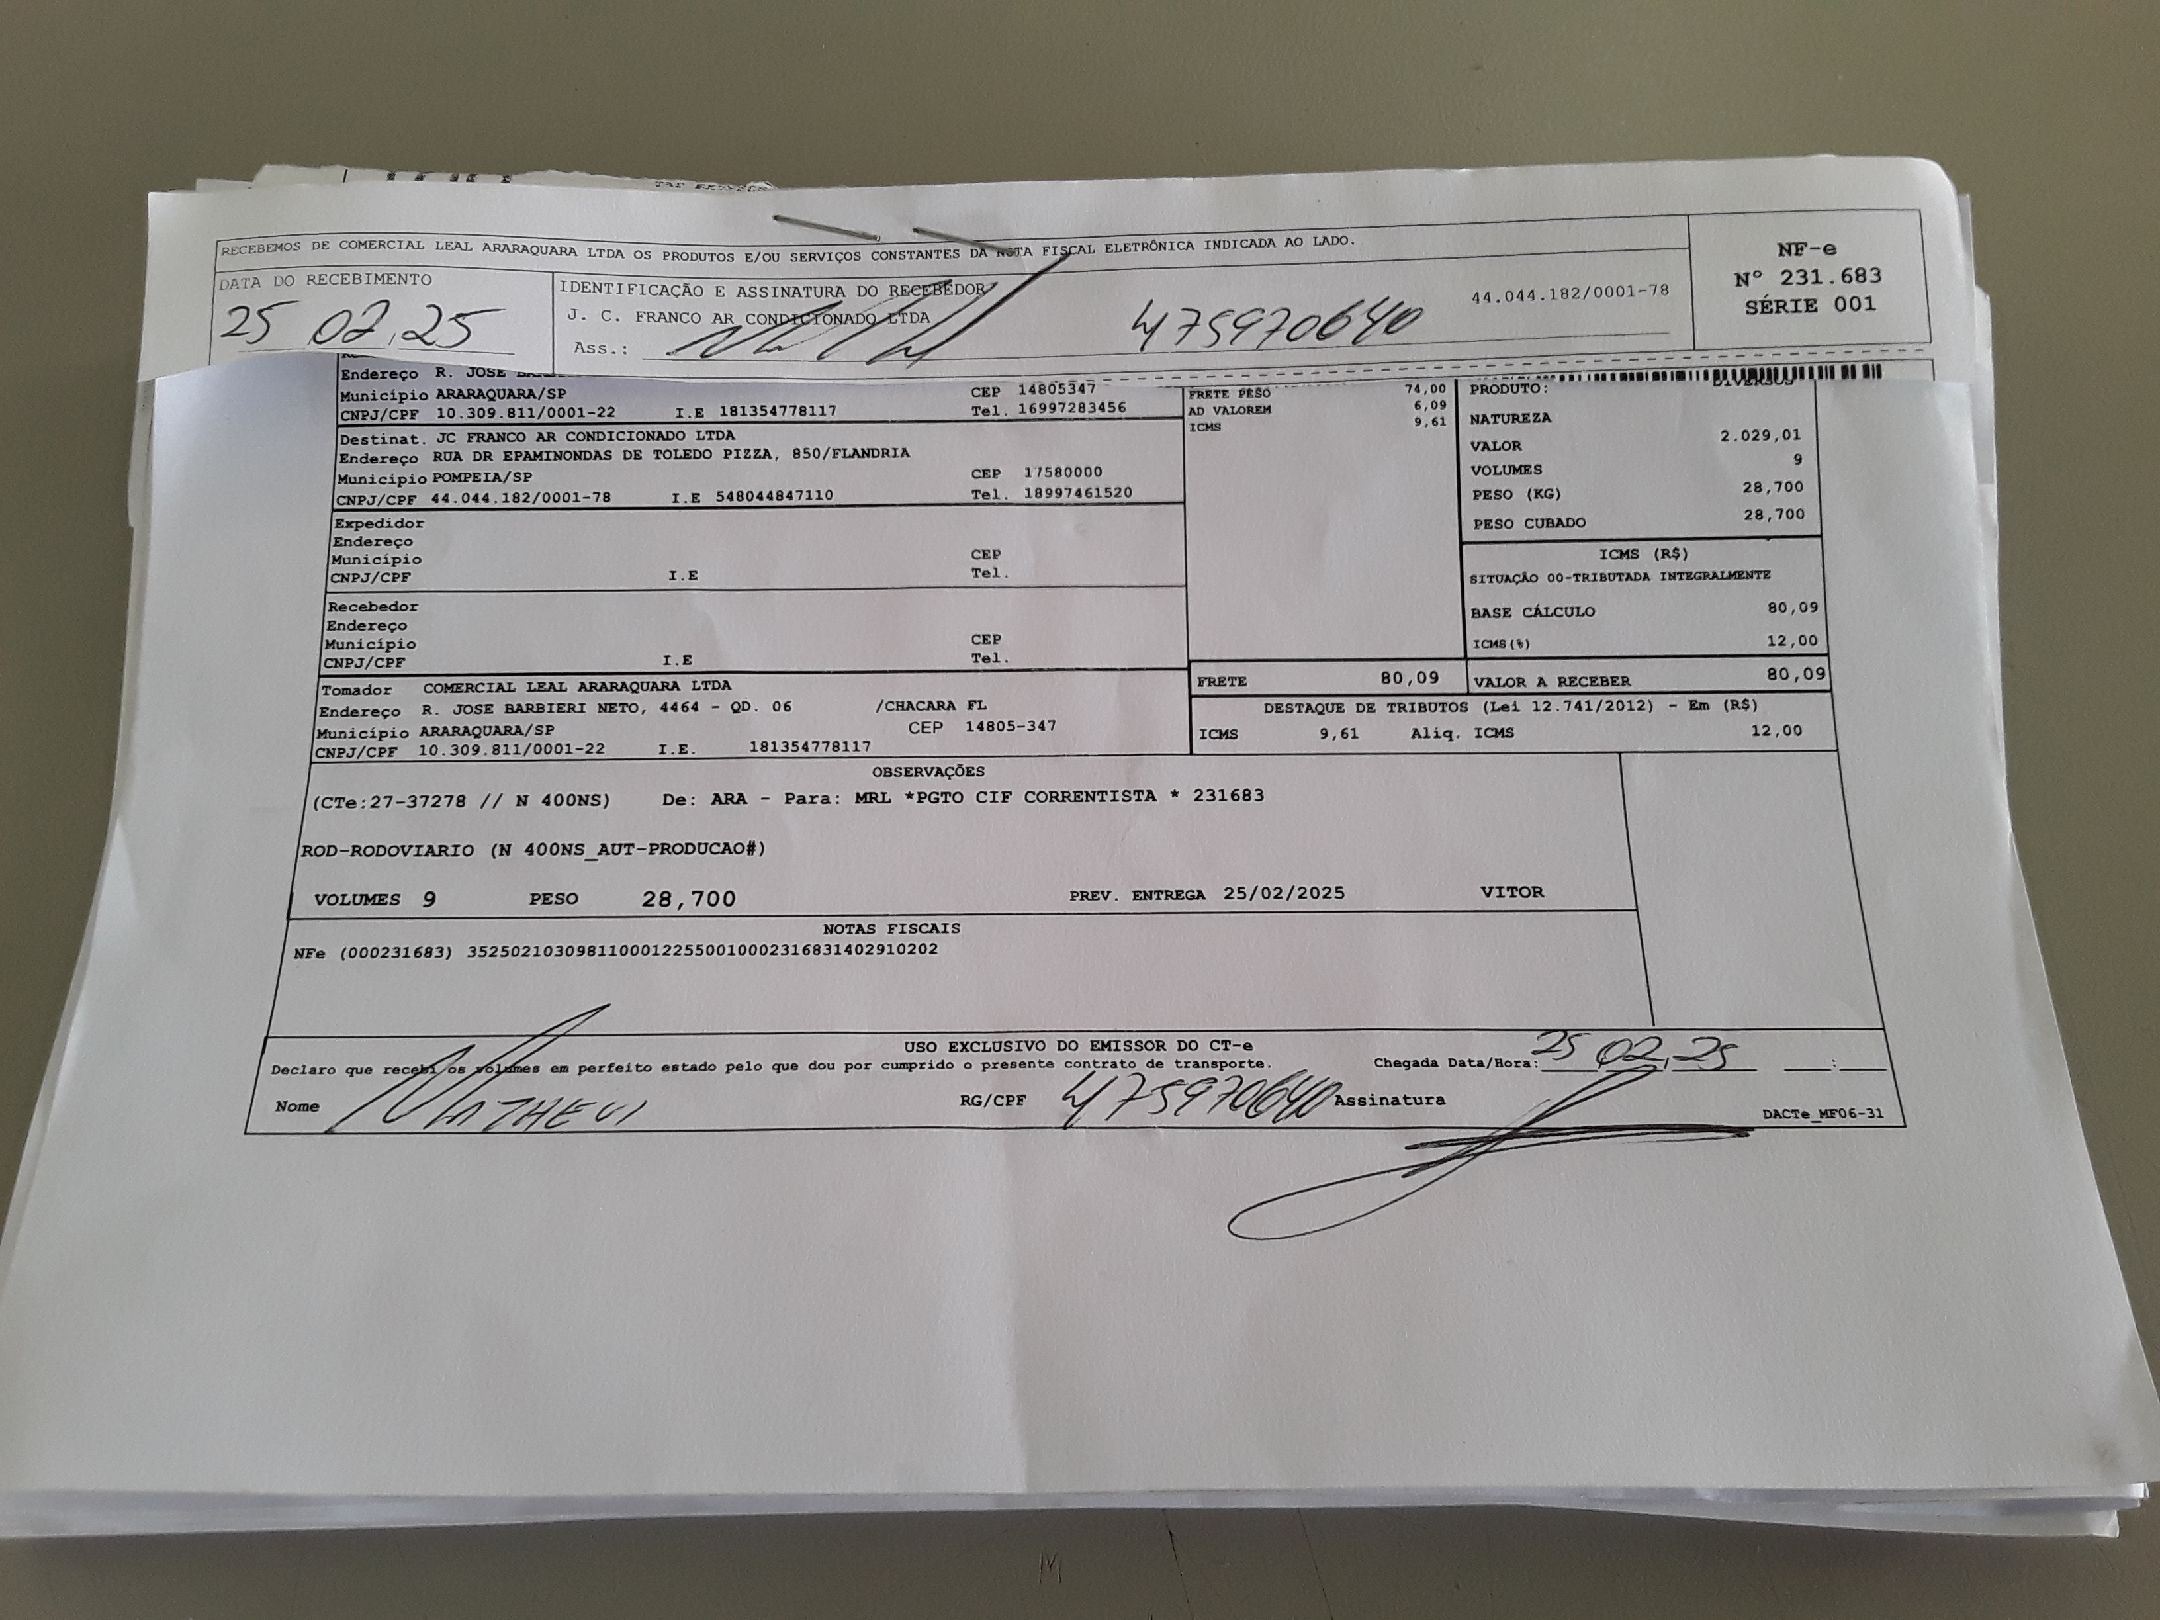 RECEBEMOS DE COMERCIAL LEAL ARARAQUARA LTDA OS PRODUTOS E/OU SERVIÇOS CONSTANTES DA NOTA FISCAL ELETRÔNICA INDICADA AO LADO.
NF-e
Nº 231.683
SÉRIE 001
DATA DO RECEBIMENTO
25 02,25
IDENTIFICAÇÃO E ASSINATURA DO RECEBEDOR
J. C. FRANCO AR CONDICIONADO LTDA
44.044.182/0001-78
Ass.:
475970640
Endereço R. JOSE
Município ARARAQUARA/SP CEP 14805347
CNPJ/CPF 10.309.811/0001-22 I.E 181354778117 Tel. 16997283456
Destinat. JC FRANCO AR CONDICIONADO LTDA
Endereço RUA DR EPAMINONDAS DE TOLEDO PIZZA, 850/FLANDRIA
Município POMPEIA/SP CEP 17580000
CNPJ/CPF 44.044.182/0001-78 I.E 548044847110 Tel. 18997461520
Expedidor
Endereço
Município CEP
CNPJ/CPF I.E Tel.
Recebedor
Endereço
Município CEP
CNPJ/CPF I.E Tel.
Tomador COMERCIAL LEAL ARARAQUARA LTDA
Endereço R. JOSE BARBIERI NETO, 4464 - QD. 06 /CHACARA FL
Município ARARAQUARA/SP CEP 14805-347
CNPJ/CPF 10.309.811/0001-22 I.E. 181354778117
FRETE PESO 74,00
AD VALOREM 6,09
ICMS 9,61
PRODUTO: DIVERSOS
NATUREZA
VALOR 2.029,01
VOLUMES 9
PESO (KG) 28,700
PESO CUBADO 28,700
ICMS (R$)
SITUAÇÃO 00-TRIBUTADA INTEGRALMENTE
BASE CÁLCULO 80,09
ICMS(%) 12,00
FRETE 80,09 VALOR A RECEBER 80,09
DESTAQUE DE TRIBUTOS (Lei 12.741/2012) - Em (R$)
ICMS 9,61 Aliq. ICMS 12,00
OBSERVAÇÕES
(CTe:27-37278 // N 400NS) De: ARA - Para: MRL *PGTO CIF CORRENTISTA * 231683
ROD-RODOVIARIO (N 400NS_AUT-PRODUCAO#)
VOLUMES 9 PESO 28,700 PREV. ENTREGA 25/02/2025 VITOR
NOTAS FISCAIS
NFe (000231683) 35250210309811000122550010002316831402910202
USO EXCLUSIVO DO EMISSOR DO CT-e
Declaro que recebi os volumes em perfeito estado pelo que dou por cumprido o presente contrato de transporte. Chegada Data/Hora: 25 02,25 :
Nome MATHEUS RG/CPF 475970640 Assinatura
DACTe_MF06-31